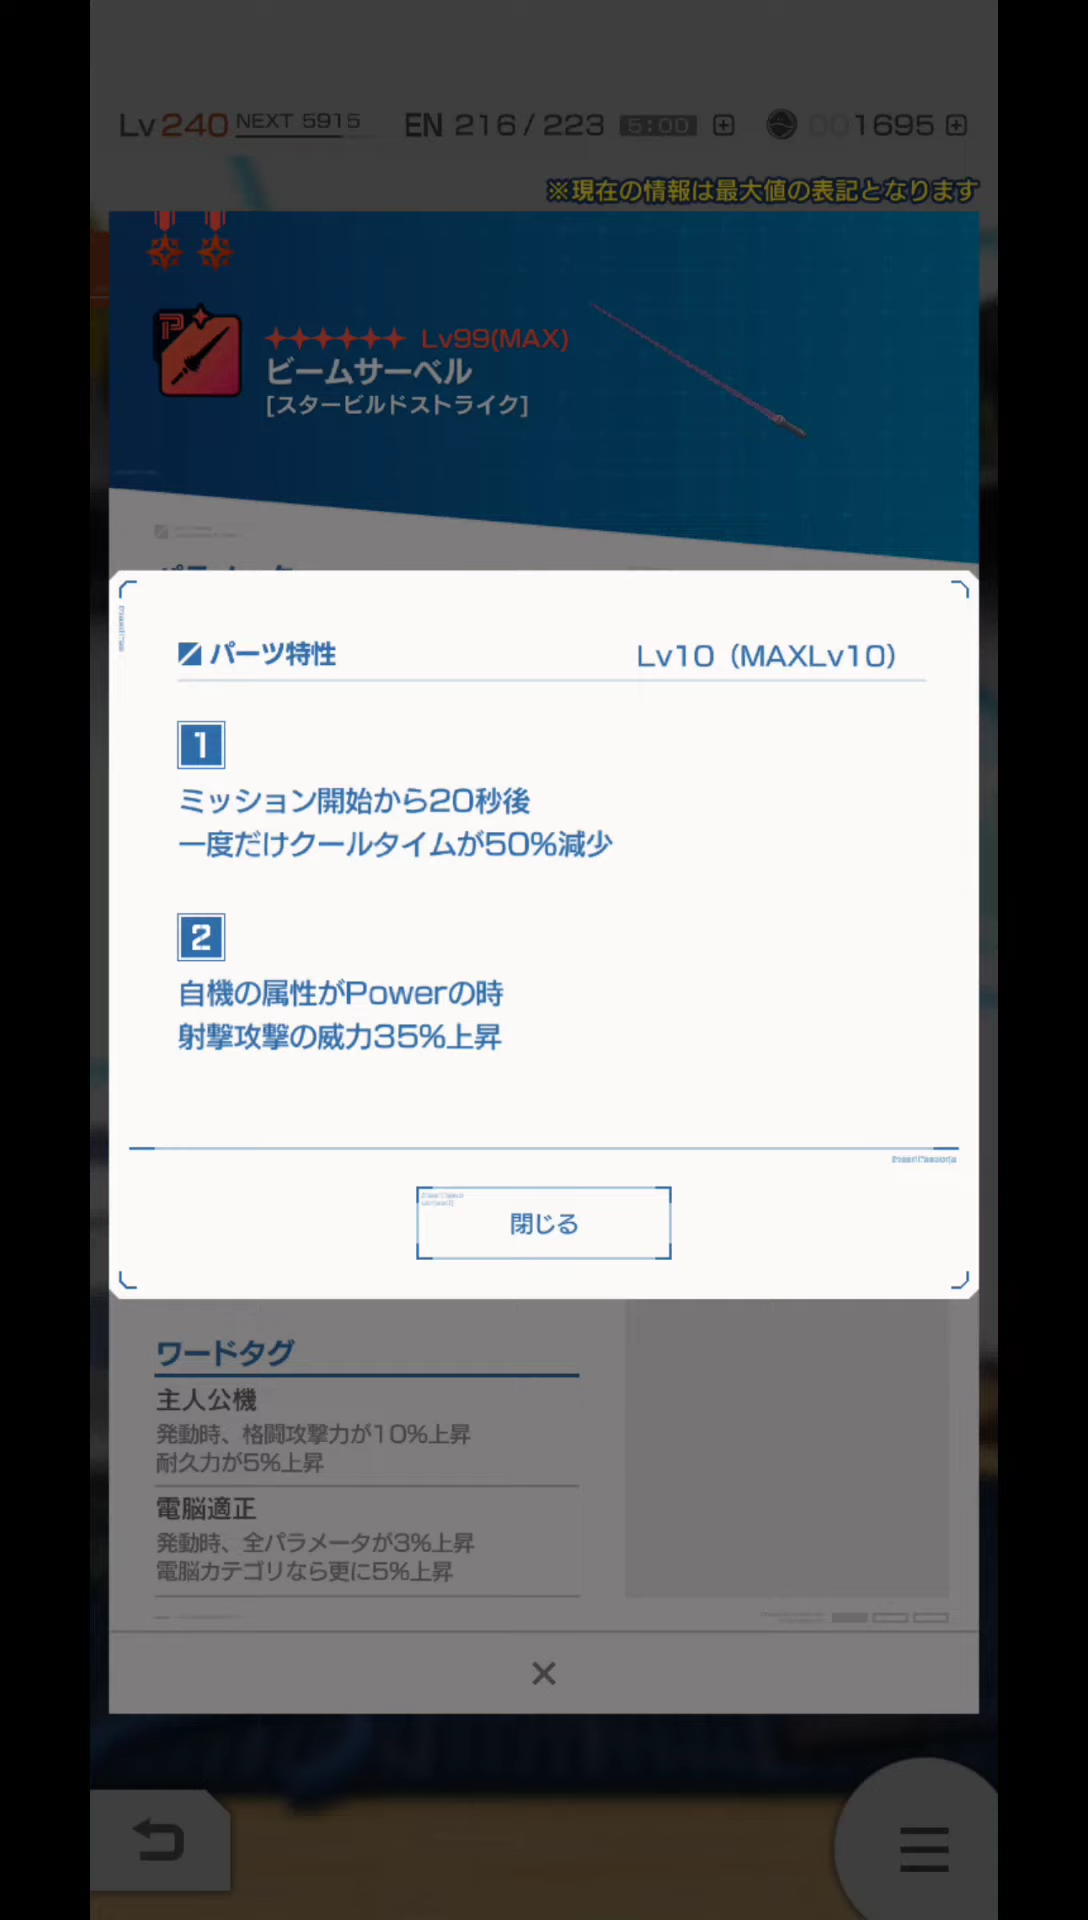 Lv240 NEXT 5915 EN 216/223 5:00 001695
※現在の情報は最大値の表記となります
P
Lv99(MAX)
ビームサーベル
[スタービルドストライク]
パーツ特性 Lv10 (MAXLv10)
1
ミッション開始から20秒後
一度だけクールタイムが50%減少
2
自機の属性がPowerの時
射撃攻撃の威力35%上昇
閉じる
ワードタグ
主人公機
発動時、格闘攻撃力が10%上昇
耐久力が5%上昇
電脳適正
発動時、全パラメータが3%上昇
電脳カテゴリなら更に5%上昇